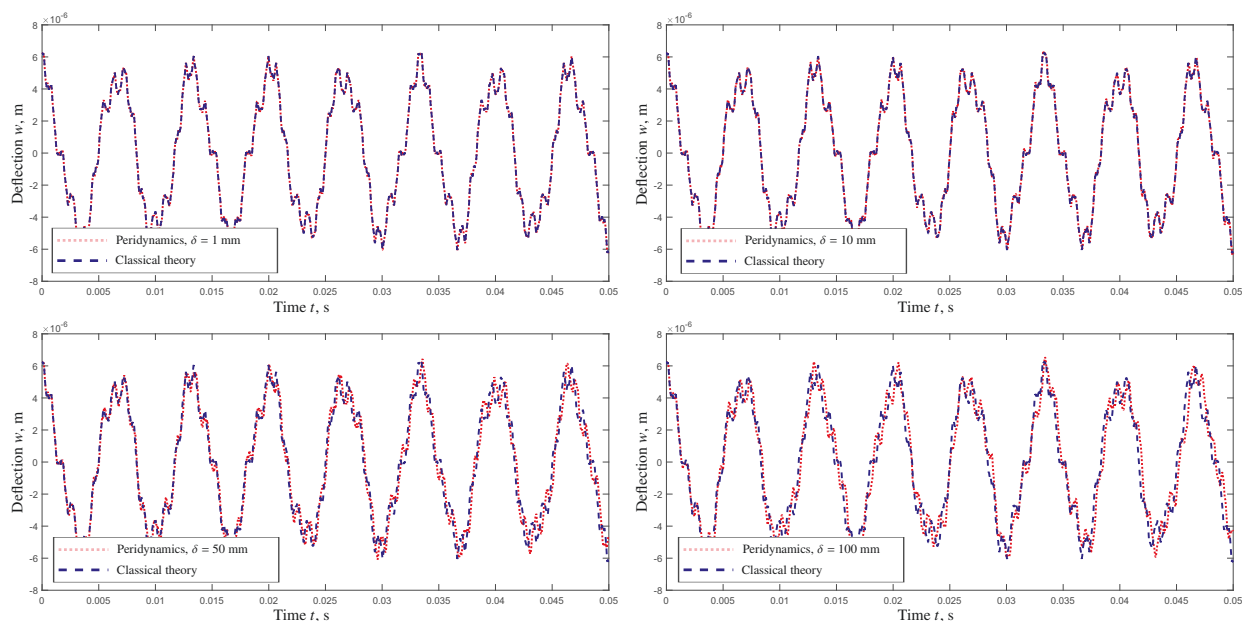 ×10⁻⁶
8
6
4
2
0
-2
-4
-6
-8
Deflection w, m
Peridynamics, δ = 1 mm
Classical theory
0 0.005 0.01 0.015 0.02 0.025 0.03 0.035 0.04 0.045 0.05
Time t, s
×10⁻⁶
8
6
4
2
0
-2
-4
-6
-8
Deflection w, m
Peridynamics, δ = 10 mm
Classical theory
0 0.005 0.01 0.015 0.02 0.025 0.03 0.035 0.04 0.045 0.05
Time t, s
×10⁻⁶
8
6
4
2
0
-2
-4
-6
-8
Deflection w, m
Peridynamics, δ = 50 mm
Classical theory
0 0.005 0.01 0.015 0.02 0.025 0.03 0.035 0.04 0.045 0.05
Time t, s
×10⁻⁶
8
6
4
2
0
-2
-4
-6
-8
Deflection w, m
Peridynamics, δ = 100 mm
Classical theory
0 0.005 0.01 0.015 0.02 0.025 0.03 0.035 0.04 0.045 0.05
Time t, s